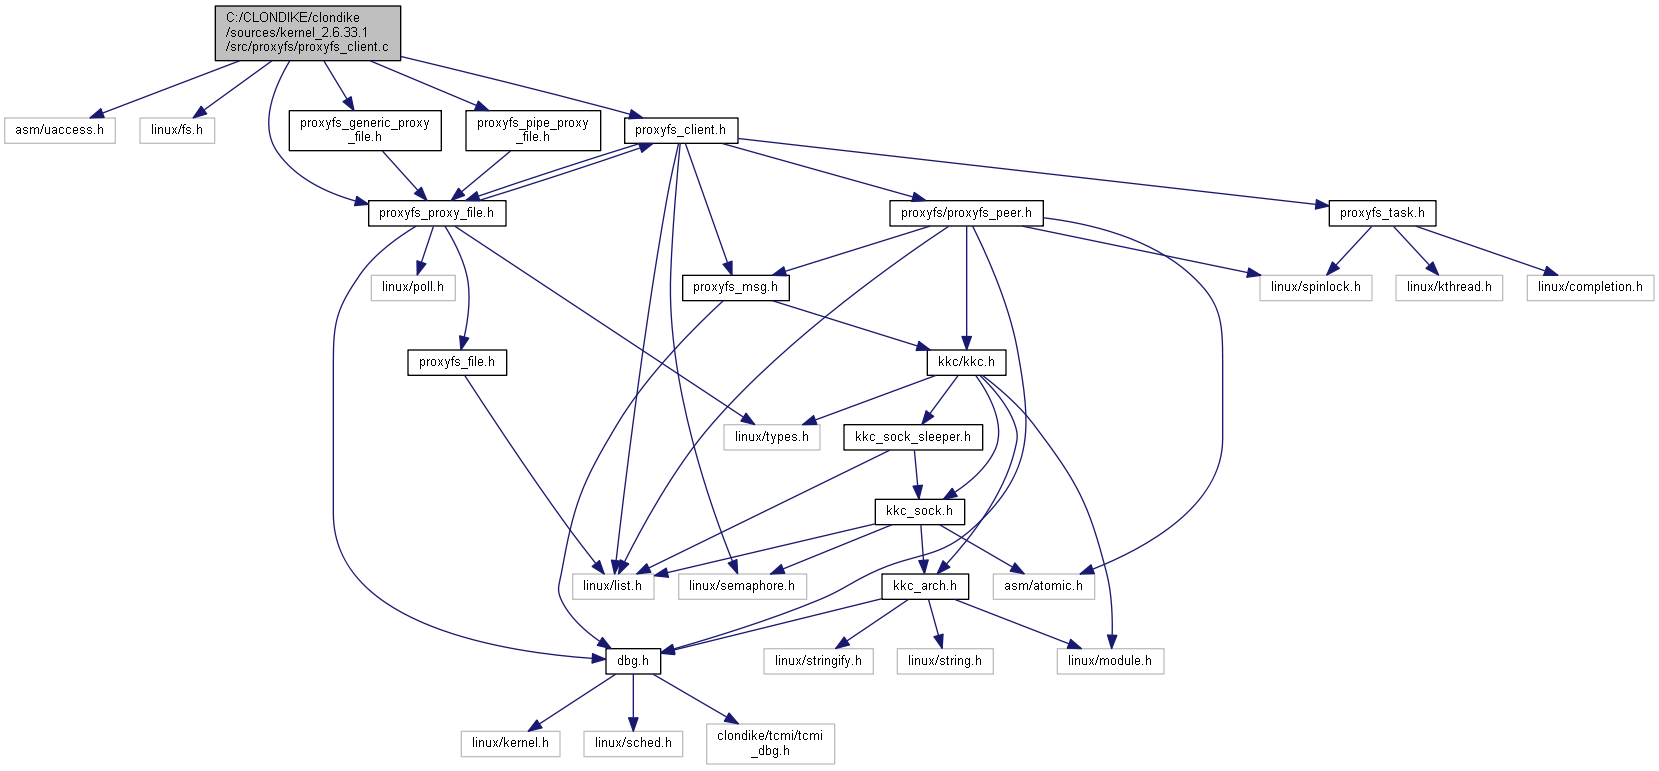 C:/CLONDIKE/clondike
/sources/kernel_2.6.33.1
/src/proxyfs/proxyfs_client.c
asm/uaccess.h
linux/fs.h
proxyfs_generic_proxy
_file.h
proxyfs_pipe_proxy
_file.h
proxyfs_client.h
proxyfs_proxy_file.h
proxyfs/proxyfs_peer.h
proxyfs_task.h
linux/poll.h
proxyfs_msg.h
linux/spinlock.h
linux/kthread.h
linux/completion.h
proxyfs_file.h
kkc/kkc.h
linux/types.h
kkc_sock_sleeper.h
kkc_sock.h
linux/list.h
linux/semaphore.h
kkc_arch.h
asm/atomic.h
dbg.h
linux/stringify.h
linux/string.h
linux/module.h
linux/kernel.h
linux/sched.h
clondike/tcmi/tcmi
_dbg.h